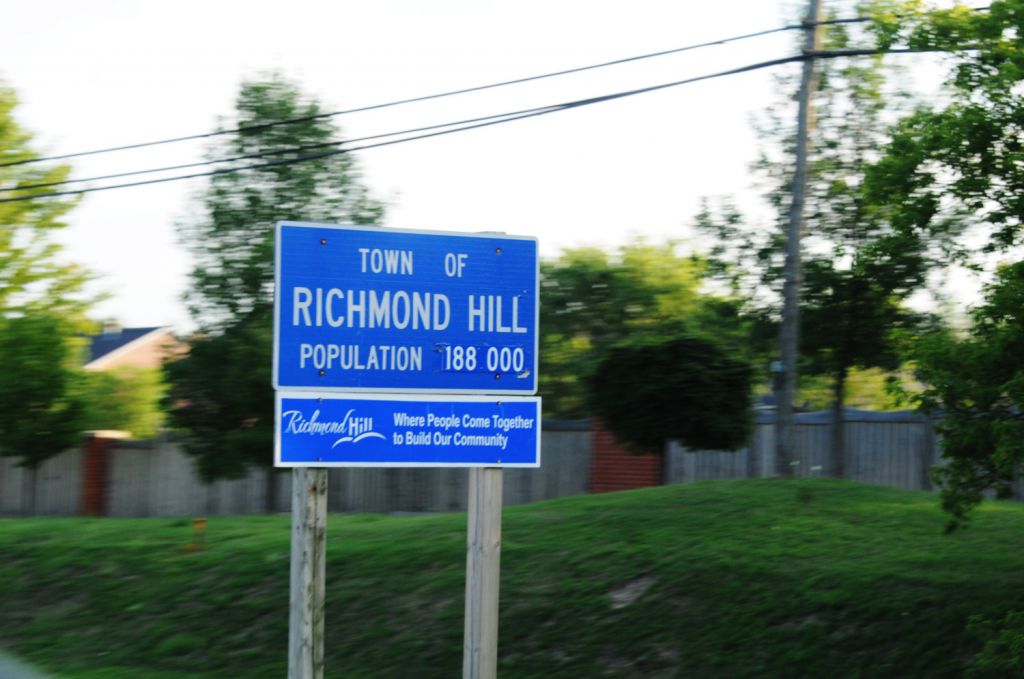 TOWN OF
RICHMOND HILL
POPULATION 188 000
Richmond Hill
Where People Come Together
to Build Our Community